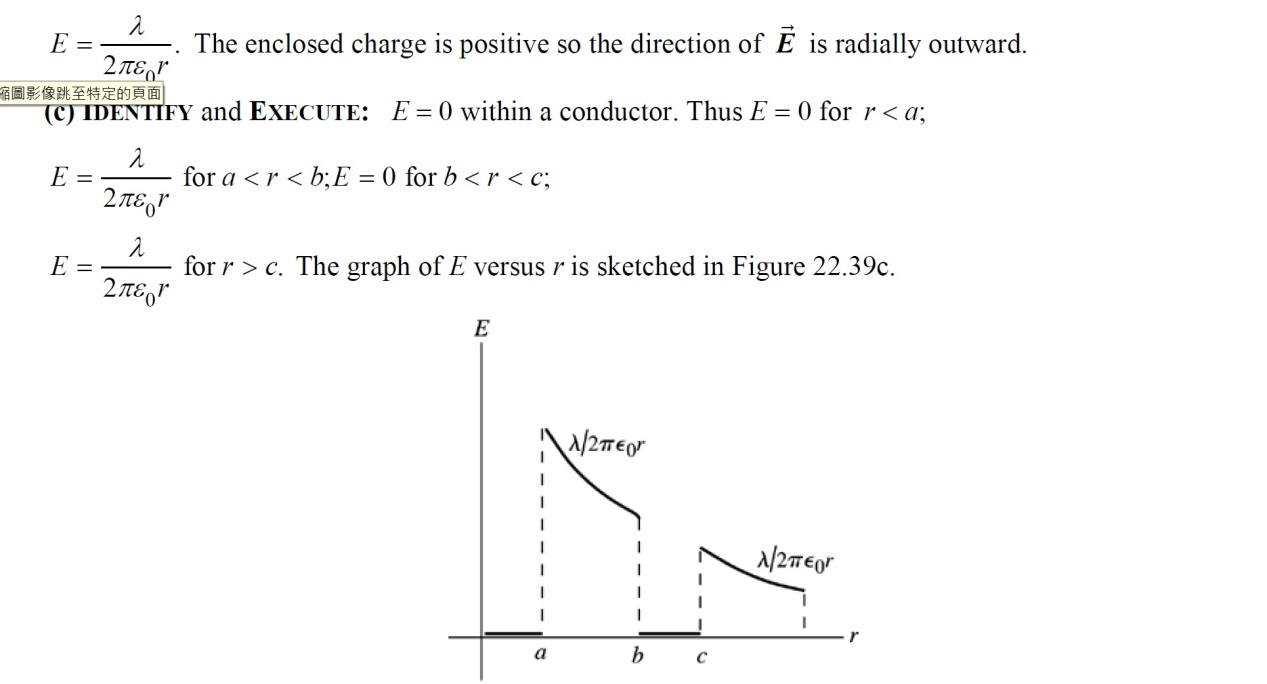 E = λ/2πε₀r. The enclosed charge is positive so the direction of E⃗ is radially outward.
縮圖影像跳至特定的頁面
(c) IDENTIFY and EXECUTE: E = 0 within a conductor. Thus E = 0 for r < a;
E = λ/2πε₀r for a < r < b; E = 0 for b < r < c;
E = λ/2πε₀r for r > c. The graph of E versus r is sketched in Figure 22.39c.
E
λ/2πϵ₀r
λ/2πϵ₀r
r
a b c